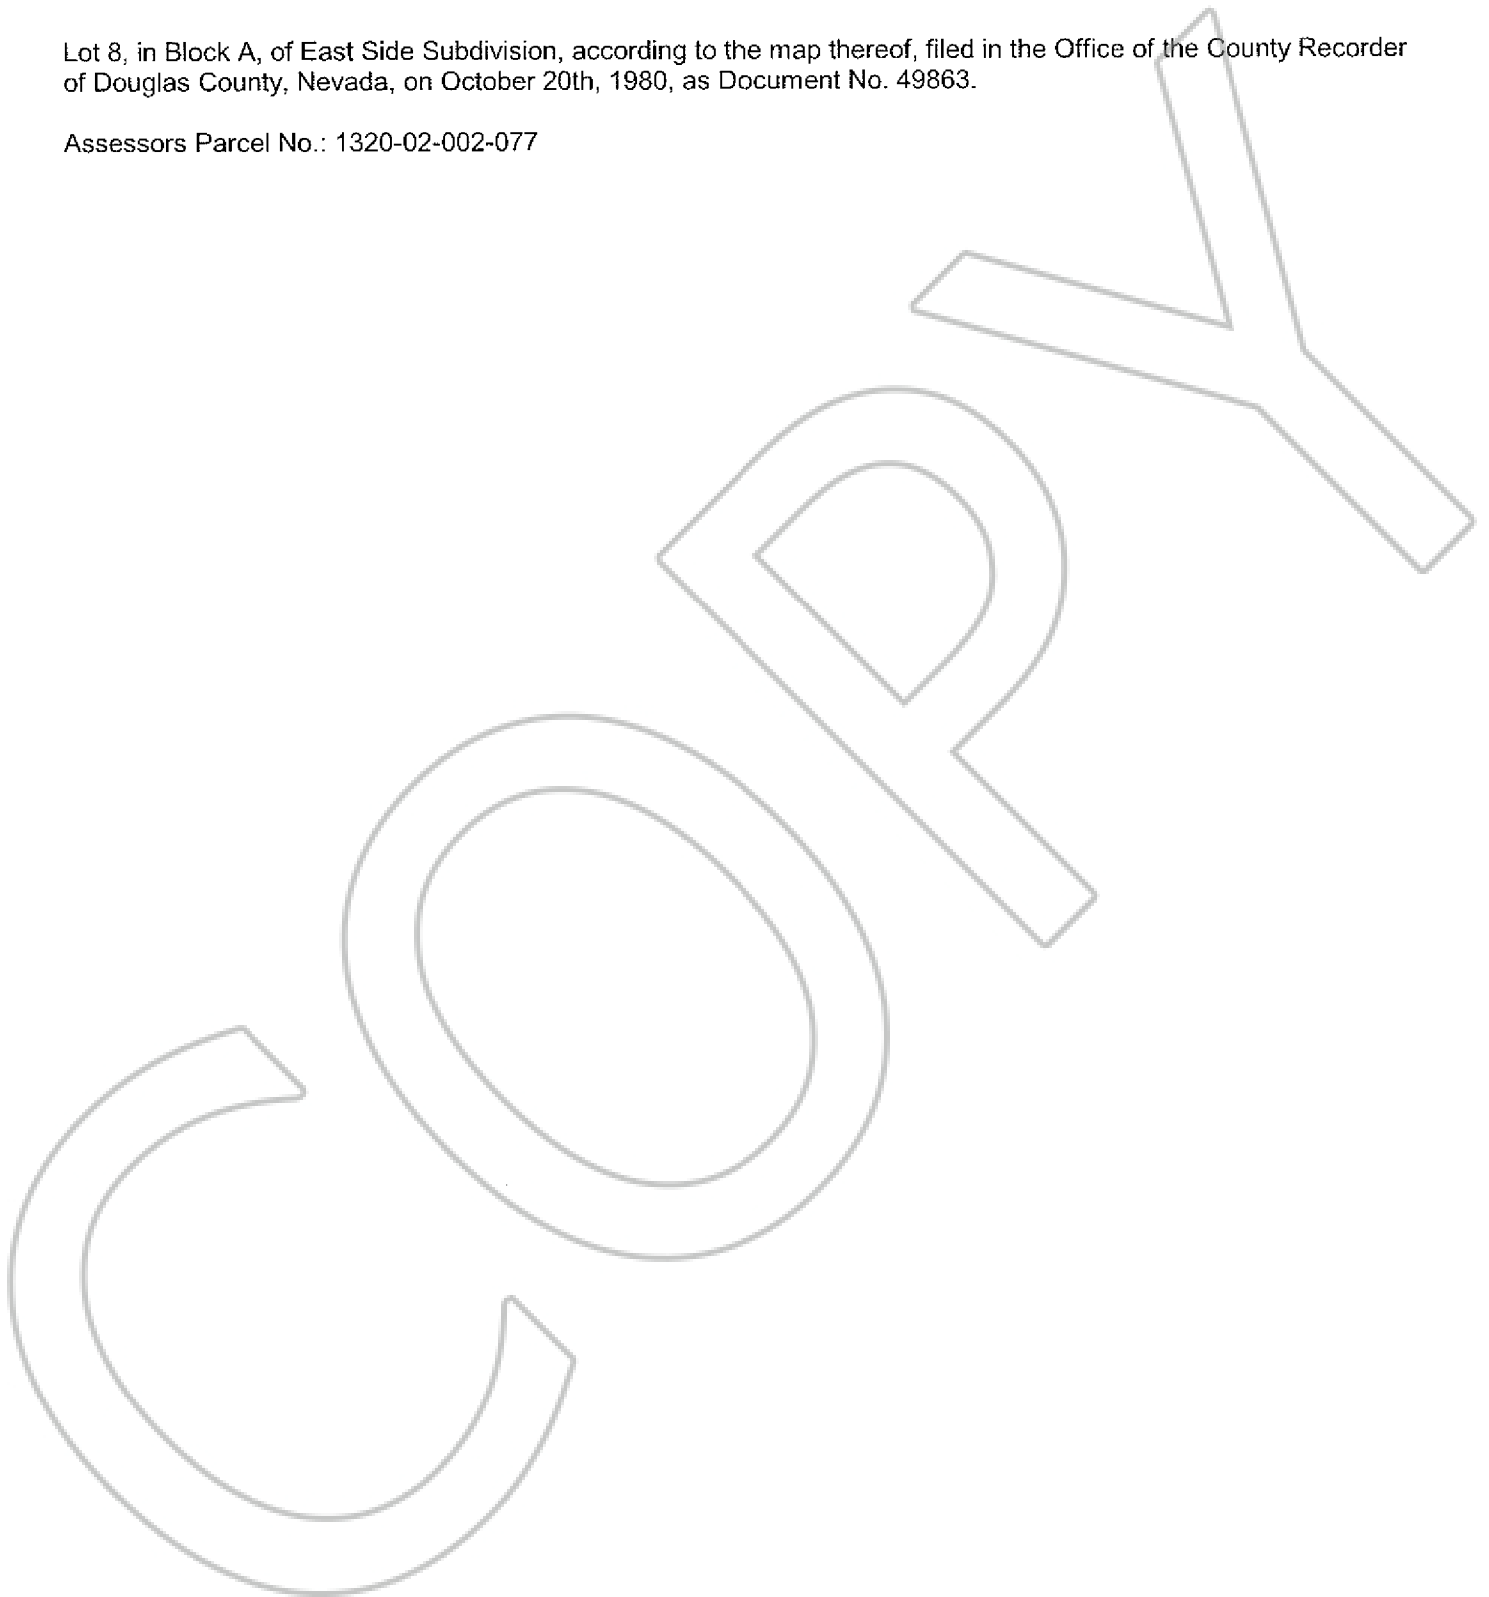 Lot 8, in Block A, of East Side Subdivision, according to the map thereof, filed in the Office of the County Recorder
of Douglas County, Nevada, on October 20th, 1980, as Document No. 49863.
Assessors Parcel No.: 1320-02-002-077
COPY